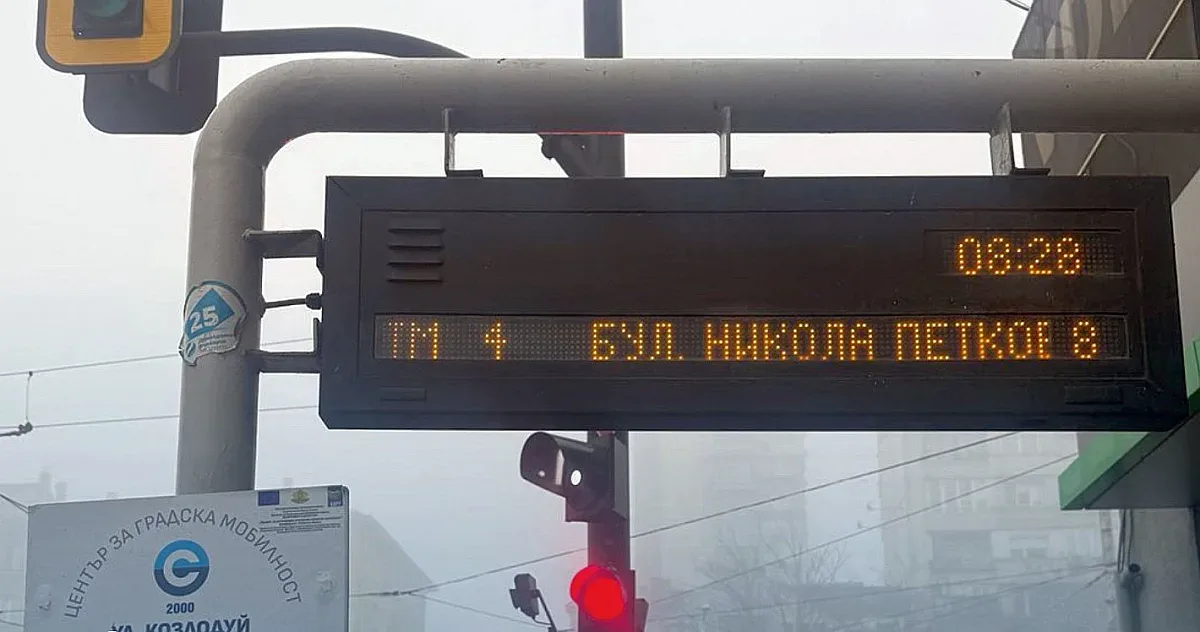 08:28
ТМ 4 БУЛ. НИКОЛА ПЕТКОВ 8
25
ЦЕНТЪР ЗА ГРАДСКА МОБИЛНОСТ
C
2000
УЛ. КОЗЛОДУЙ